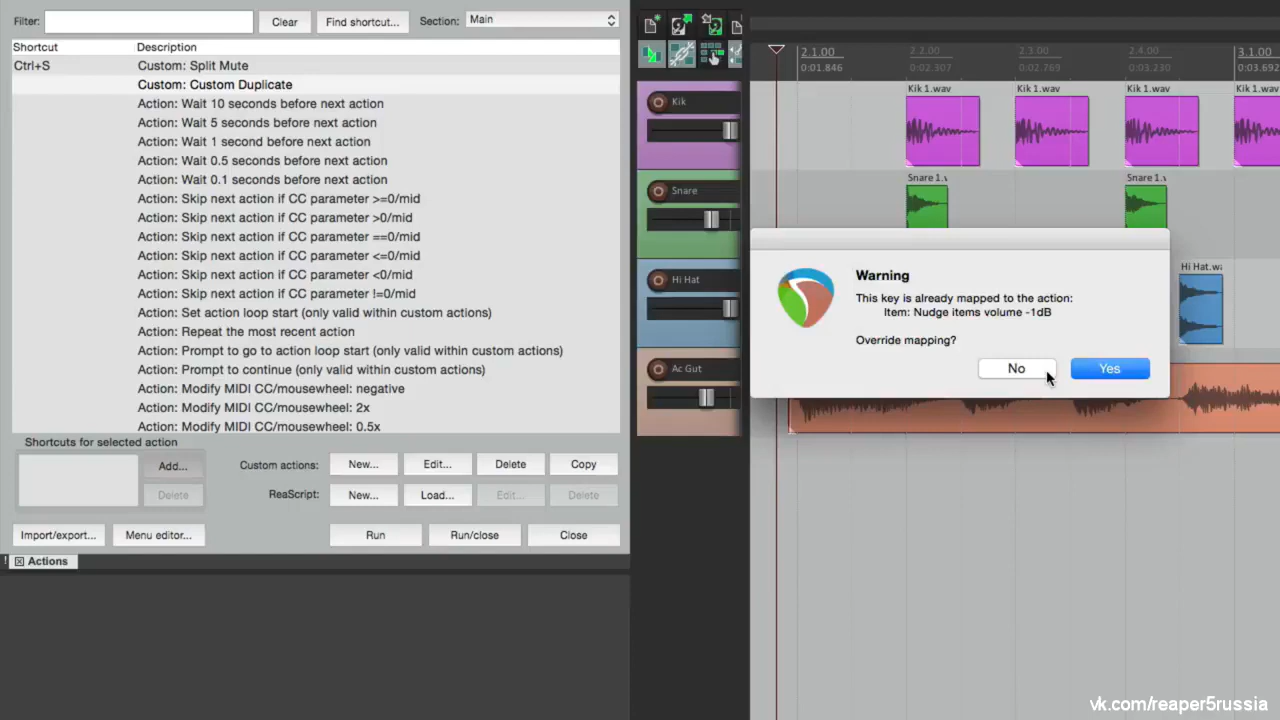 Filter:
Clear
Find shortcut...
Section:
Main
Shortcut
Description
Ctrl+S
Custom: Split Mute
Custom: Custom Duplicate
Action: Wait 10 seconds before next action
Action: Wait 5 seconds before next action
Action: Wait 1 second before next action
Action: Wait 0.5 seconds before next action
Action: Wait 0.1 seconds before next action
Action: Skip next action if CC parameter >=0/mid
Action: Skip next action if CC parameter >0/mid
Action: Skip next action if CC parameter ==0/mid
Action: Skip next action if CC parameter <=0/mid
Action: Skip next action if CC parameter <0/mid
Action: Skip next action if CC parameter !=0/mid
Action: Set action loop start (only valid within custom actions)
Action: Repeat the most recent action
Action: Prompt to go to action loop start (only valid within custom actions)
Action: Prompt to continue (only valid within custom actions)
Action: Modify MIDI CC/mousewheel: negative
Action: Modify MIDI CC/mousewheel: 2x
Action: Modify MIDI CC/mousewheel: 0.5x
Shortcuts for selected action
Add...
Delete
Custom actions:
New...
Edit...
Delete
Copy
ReaScript:
New...
Load...
Edit...
Delete
Import/export...
Menu editor...
Run
Run/close
Close
! Actions
Kik
Snare
Hi Hat
Ac Gut
2.1.00
0:01.846
2.2.00
0:02.307
2.3.00
0:02.769
2.4.00
0:03.230
3.1.00
0:03.692
Kik 1.wav
Kik 1.wav
Kik 1.wav
Kik 1.wav
Snare 1.
Snare 1.
Hi Hat.
Warning
This key is already mapped to the action:
Item: Nudge items volume -1dB
Override mapping?
No
Yes
vk.com/reaper5russia